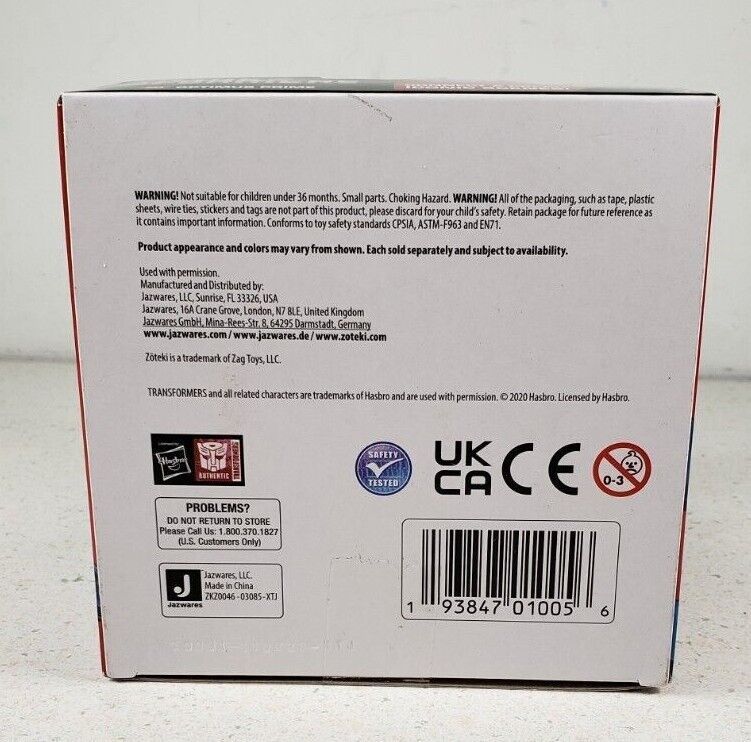 OPTIMUS PRIME
WARNING! Not suitable for children under 36 months. Small parts. Choking Hazard. WARNING! All of the packaging, such as tape, plastic
sheets, wire ties, stickers and tags are not part of this product, please discard for your child's safety. Retain package for future reference as
it contains important information. Conforms to toy safety standards CPSIA, ASTM-F963 and EN71.
Product appearance and colors may vary from shown. Each sold separately and subject to availability.
Used with permission.
Manufactured and Distributed by:
Jazwares, LLC, Sunrise, FL 33326, USA
Jazwares, 16A Crane Grove, London, N7 8LE, United Kingdom
Jazwares GmbH, Mina-Rees-Str. 8, 64295 Darmstadt, Germany
www.jazwares.com / www.jazwares.de / www.zoteki.com
Zōteki is a trademark of Zag Toys, LLC.
TRANSFORMERS and all related characters are trademarks of Hasbro and are used with permission. © 2020 Hasbro. Licensed by Hasbro.
Hasbro
AUTHENTIC
TRANSFORMERS
SAFETY
TESTED
UK
CA
CE
0-3
PROBLEMS?
DO NOT RETURN TO STORE
Please Call Us: 1.800.370.1827
(U.S. Customers Only)
J
Jazwares
Jazwares, LLC.
Made in China
ZKZ0046 - 03085-XTJ
1 93847 01005 6